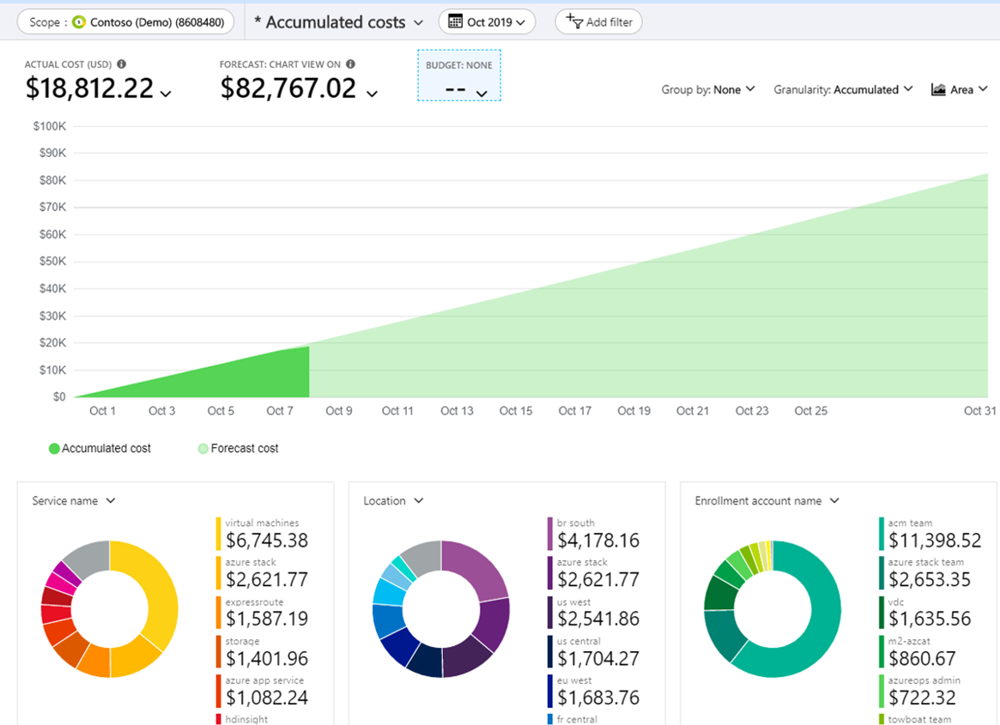 Scope : Contoso (Demo) (8608480) * Accumulated costs Oct 2019 Add filter
ACTUAL COST (USD) FORECAST: CHART VIEW ON BUDGET: NONE
$18,812.22 $82,767.02 --
Group by: None Granularity: Accumulated Area
$100K
$90K
$80K
$70K
$60K
$50K
$40K
$30K
$20K
$10K
$0
Oct 1 Oct 3 Oct 5 Oct 7 Oct 9 Oct 11 Oct 13 Oct 15 Oct 17 Oct 19 Oct 21 Oct 23 Oct 25 Oct 31
Accumulated cost Forecast cost
Service name
virtual machines
$6,745.38
azure stack
$2,621.77
expressroute
$1,587.19
storage
$1,401.96
azure app service
$1,082.24
hdinsight
Location
br south
$4,178.16
azure stack
$2,621.77
us west
$2,541.86
us central
$1,704.27
eu west
$1,683.76
fr central
Enrollment account name
acm team
$11,398.52
azure stack team
$2,653.35
vdc
$1,635.56
m2-azcat
$860.67
azureops admin
$722.32
towboat team